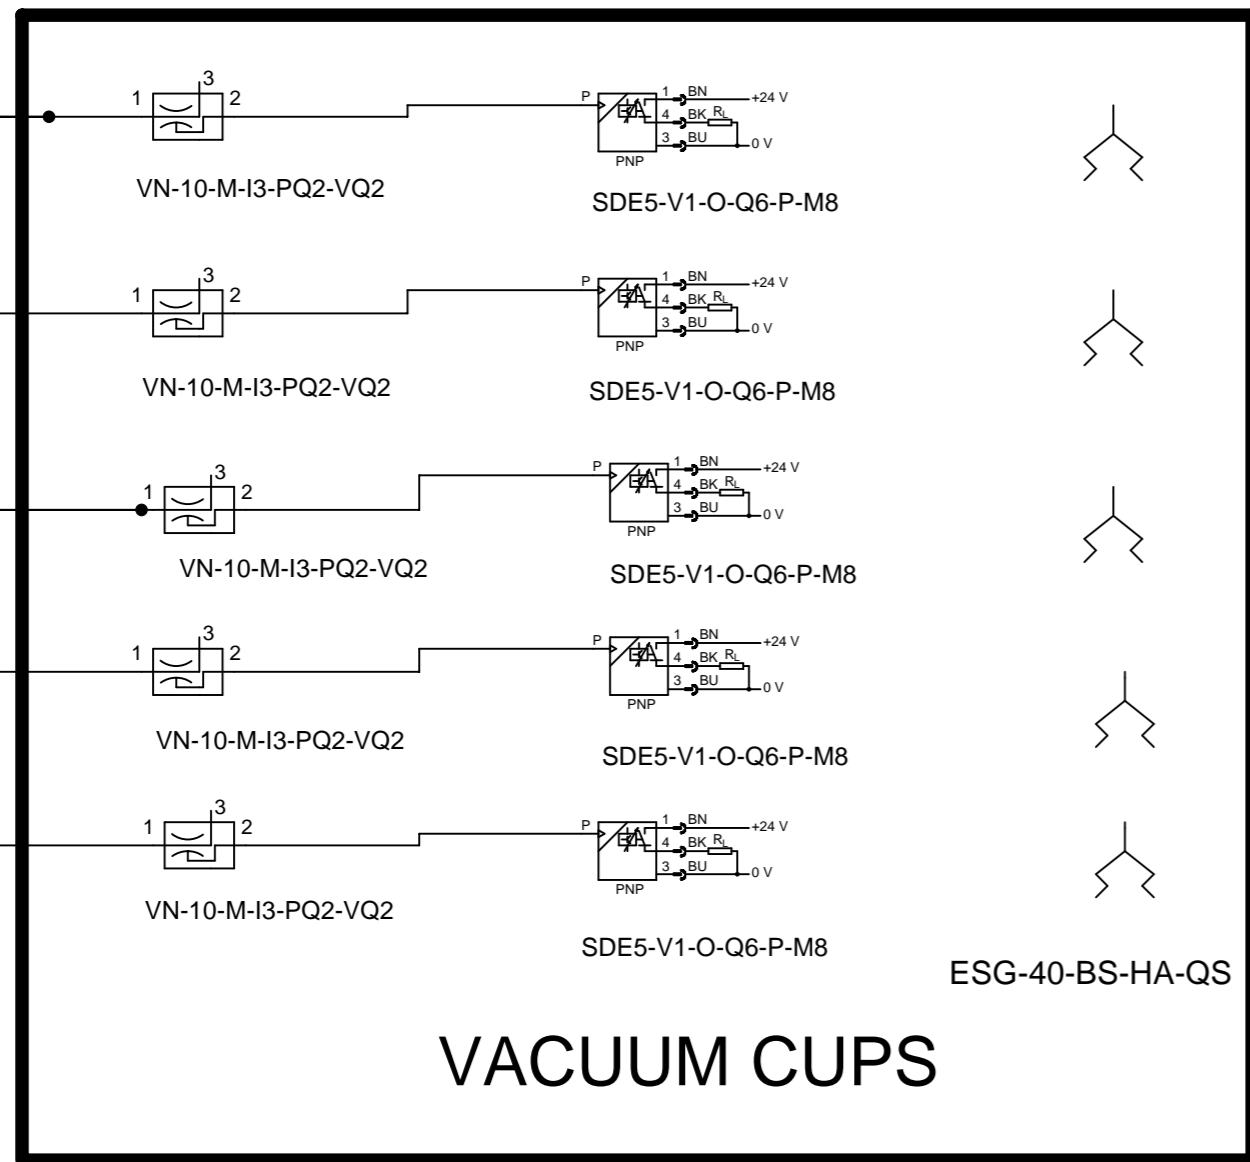 3
1 2
P 1 BN +24 V
4 BK RL
3 BU 0 V
PNP
VN-10-M-I3-PQ2-VQ2
SDE5-V1-O-Q6-P-M8
3
1 2
P 1 BN +24 V
4 BK RL
3 BU 0 V
PNP
VN-10-M-I3-PQ2-VQ2
SDE5-V1-O-Q6-P-M8
3
1 2
P 1 BN +24 V
4 BK RL
3 BU 0 V
PNP
VN-10-M-I3-PQ2-VQ2
SDE5-V1-O-Q6-P-M8
3
1 2
P 1 BN +24 V
4 BK RL
3 BU 0 V
PNP
VN-10-M-I3-PQ2-VQ2
SDE5-V1-O-Q6-P-M8
3
1 2
P 1 BN +24 V
4 BK RL
3 BU 0 V
PNP
VN-10-M-I3-PQ2-VQ2
SDE5-V1-O-Q6-P-M8
ESG-40-BS-HA-QS
VACUUM CUPS